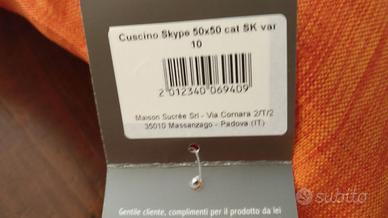 Cuscino Skype 50x50 cat SK var
10
2 012340 069409
Maison Sucrèe Srl - Via Cornara 2/T/2
35010 Massanzago - Padova (IT)
Gentile cliente, complimenti per il prodotto da lei
subito